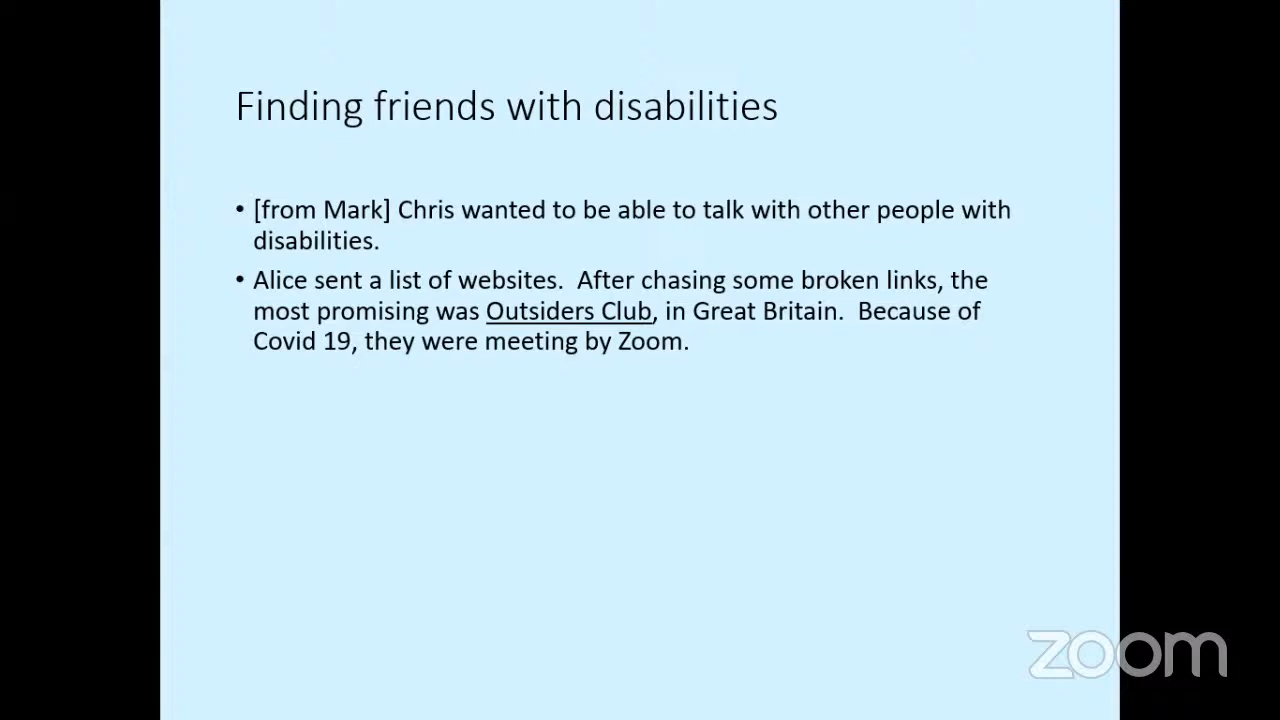 Finding friends with disabilities
• [from Mark] Chris wanted to be able to talk with other people with
disabilities.
• Alice sent a list of websites.  After chasing some broken links, the
most promising was Outsiders Club, in Great Britain.  Because of
Covid 19, they were meeting by Zoom.
zoom